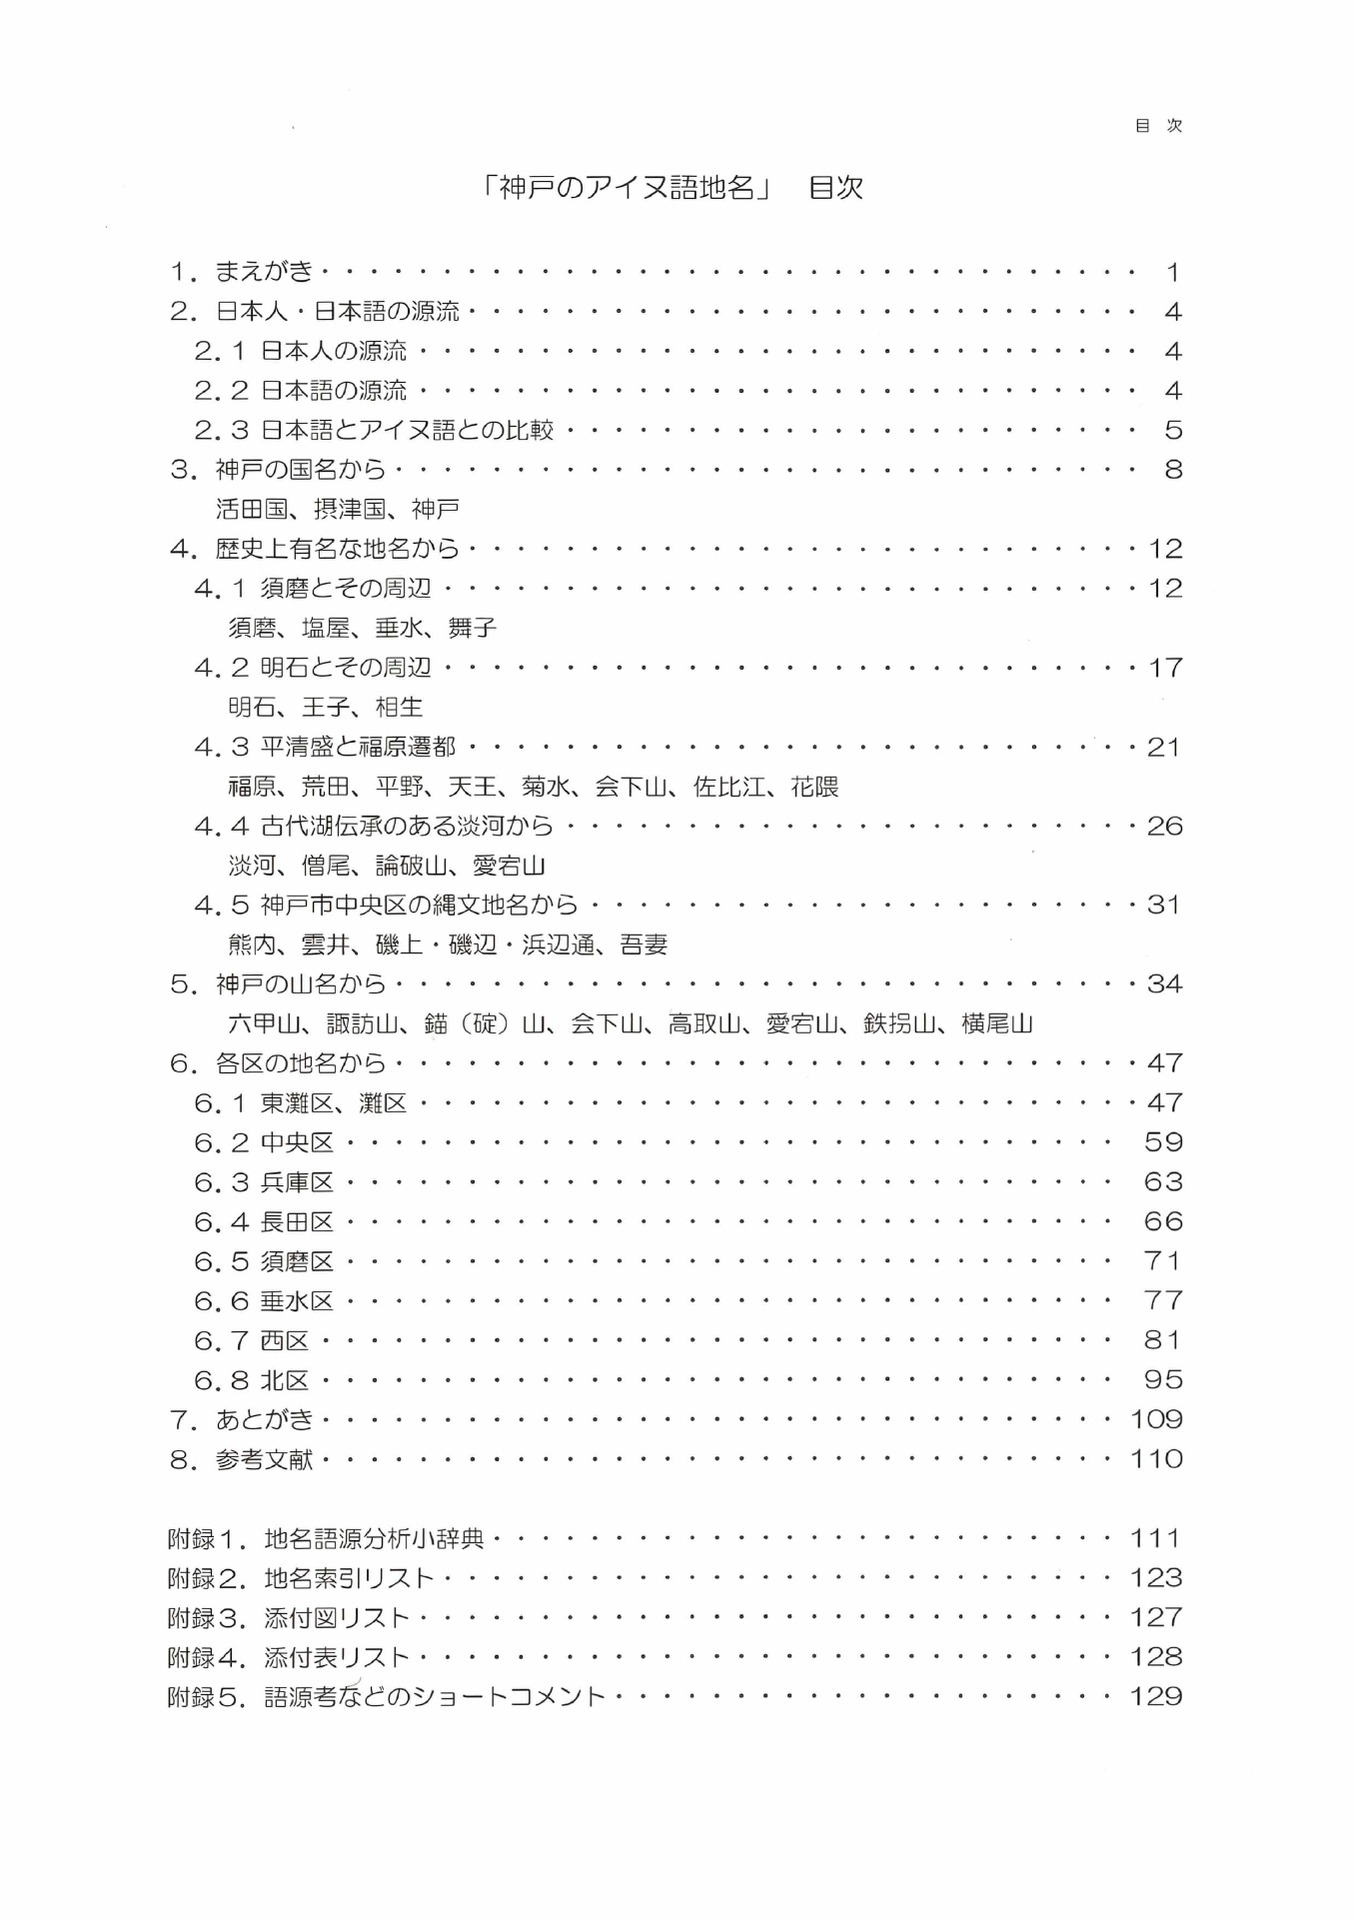 目 次
「神戸のアイヌ語地名」 目次
1．まえがき・・・・・・・・・・・・・・・・・・・・・・・・・・・・・・・・・・ 1
2．日本人・日本語の源流・・・・・・・・・・・・・・・・・・・・・・・・・・・・ 4
2.1 日本人の源流・・・・・・・・・・・・・・・・・・・・・・・・・・・・・・ 4
2.2 日本語の源流・・・・・・・・・・・・・・・・・・・・・・・・・・・・・・ 4
2.3 日本語とアイヌ語との比較・・・・・・・・・・・・・・・・・・・・・・・・ 5
3．神戸の国名から・・・・・・・・・・・・・・・・・・・・・・・・・・・・・・・ 8
活田国、摂津国、神戸
4．歴史上有名な地名から・・・・・・・・・・・・・・・・・・・・・・・・・・・・12
4.1 須磨とその周辺・・・・・・・・・・・・・・・・・・・・・・・・・・・・・12
須磨、塩屋、垂水、舞子
4.2 明石とその周辺・・・・・・・・・・・・・・・・・・・・・・・・・・・・・17
明石、王子、相生
4.3 平清盛と福原遷都・・・・・・・・・・・・・・・・・・・・・・・・・・・・21
福原、荒田、平野、天王、菊水、会下山、佐比江、花隈
4.4 古代湖伝承のある淡河から・・・・・・・・・・・・・・・・・・・・・・・・26
淡河、僧尾、論破山、愛宕山
4.5 神戸市中央区の縄文地名から・・・・・・・・・・・・・・・・・・・・・・・31
熊内、雲井、磯上・磯辺・浜辺通、吾妻
5．神戸の山名から・・・・・・・・・・・・・・・・・・・・・・・・・・・・・・・34
六甲山、諏訪山、錨（碇）山、会下山、高取山、愛宕山、鉄拐山、横尾山
6．各区の地名から・・・・・・・・・・・・・・・・・・・・・・・・・・・・・・・47
6.1 東灘区、灘区・・・・・・・・・・・・・・・・・・・・・・・・・・・・・・47
6.2 中央区・・・・・・・・・・・・・・・・・・・・・・・・・・・・・・・・ 59
6.3 兵庫区・・・・・・・・・・・・・・・・・・・・・・・・・・・・・・・・ 63
6.4 長田区・・・・・・・・・・・・・・・・・・・・・・・・・・・・・・・・ 66
6.5 須磨区・・・・・・・・・・・・・・・・・・・・・・・・・・・・・・・・ 71
6.6 垂水区・・・・・・・・・・・・・・・・・・・・・・・・・・・・・・・・ 77
6.7 西区・・・・・・・・・・・・・・・・・・・・・・・・・・・・・・・・・ 81
6.8 北区・・・・・・・・・・・・・・・・・・・・・・・・・・・・・・・・・ 95
7．あとがき・・・・・・・・・・・・・・・・・・・・・・・・・・・・・・・・・ 109
8．参考文献・・・・・・・・・・・・・・・・・・・・・・・・・・・・・・・・・ 110
附録1．地名語源分析小辞典・・・・・・・・・・・・・・・・・・・・・・・・・・ 111
附録2．地名索引リスト・・・・・・・・・・・・・・・・・・・・・・・・・・・・ 123
附録3．添付図リスト・・・・・・・・・・・・・・・・・・・・・・・・・・・・・ 127
附録4．添付表リスト・・・・・・・・・・・・・・・・・・・・・・・・・・・・・ 128
附録5．語源考などのショートコメント・・・・・・・・・・・・・・・・・・・・・ 129